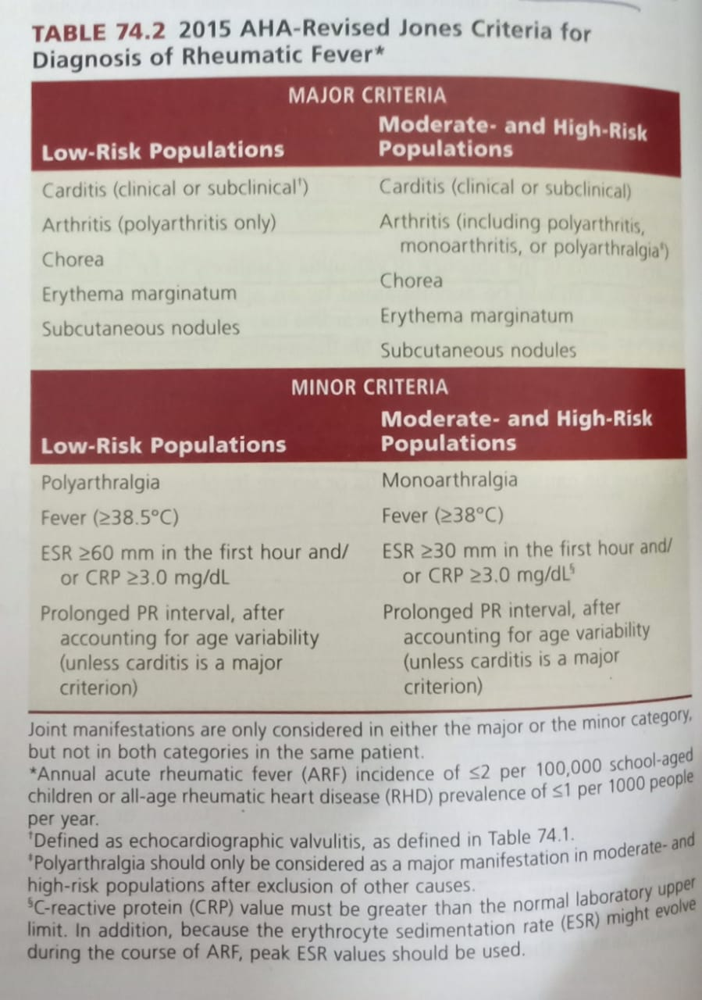 TABLE 74.2 2015 AHA-Revised Jones Criteria for
Diagnosis of Rheumatic Fever*
MAJOR CRITERIA
Low-Risk Populations
Moderate- and High-Risk
Populations
Carditis (clinical or subclinical†)
Arthritis (polyarthritis only)
Chorea
Erythema marginatum
Subcutaneous nodules
Carditis (clinical or subclinical)
Arthritis (including polyarthritis,
monoarthritis, or polyarthralgia‡)
Chorea
Erythema marginatum
Subcutaneous nodules
MINOR CRITERIA
Low-Risk Populations
Moderate- and High-Risk
Populations
Polyarthralgia
Fever (≥38.5°C)
ESR ≥60 mm in the first hour and/
or CRP ≥3.0 mg/dL
Prolonged PR interval, after
accounting for age variability
(unless carditis is a major
criterion)
Monoarthralgia
Fever (≥38°C)
ESR ≥30 mm in the first hour and/
or CRP ≥3.0 mg/dL§
Prolonged PR interval, after
accounting for age variability
(unless carditis is a major
criterion)
Joint manifestations are only considered in either the major or the minor category,
but not in both categories in the same patient.
*Annual acute rheumatic fever (ARF) incidence of ≤2 per 100,000 school-aged
children or all-age rheumatic heart disease (RHD) prevalence of ≤1 per 1000 people
per year.
†Defined as echocardiographic valvulitis, as defined in Table 74.1.
‡Polyarthralgia should only be considered as a major manifestation in moderate- and
high-risk populations after exclusion of other causes.
§C-reactive protein (CRP) value must be greater than the normal laboratory upper
limit. In addition, because the erythrocyte sedimentation rate (ESR) might evolve
during the course of ARF, peak ESR values should be used.